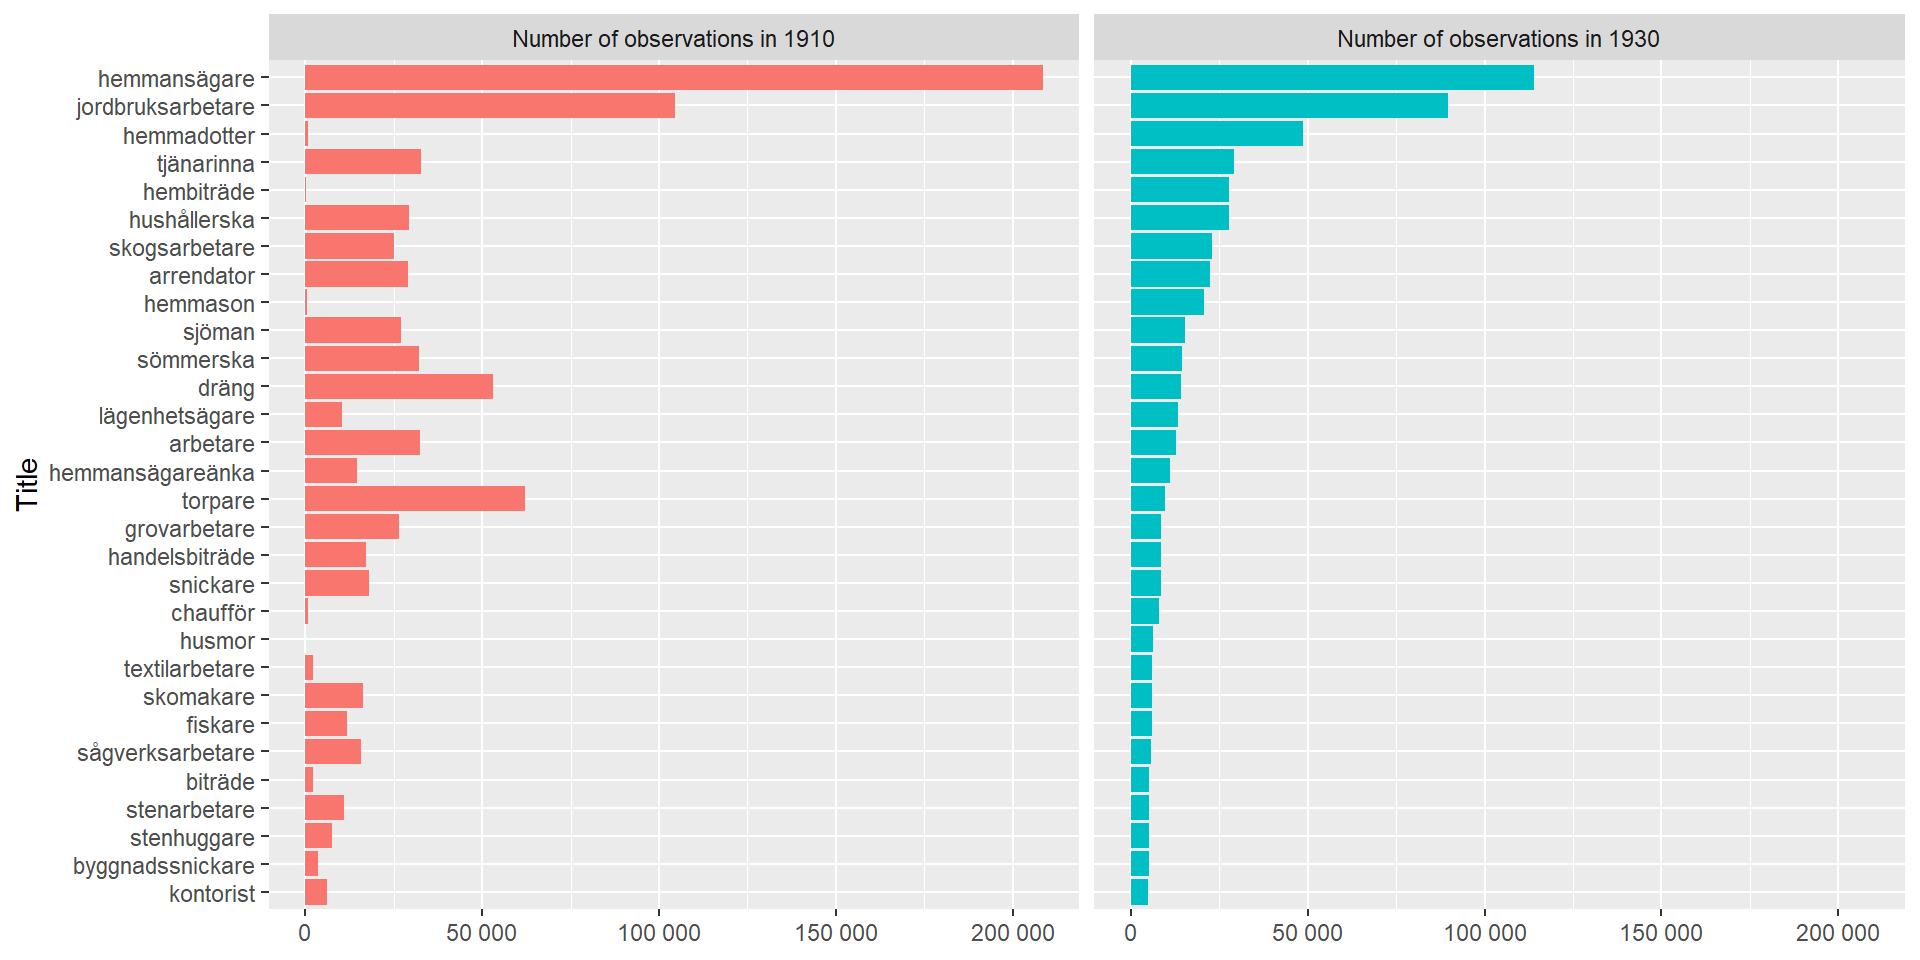 Number of observations in 1910
Number of observations in 1930
Title
hemmansägare
jordbruksarbetare
hemmadotter
tjänarinna
hembiträde
hushållerska
skogsarbetare
arrendator
hemmason
sjöman
sömmerska
dräng
lägenhetsägare
arbetare
hemmansägareänka
torpare
grovarbetare
handelsbiträde
snickare
chaufför
husmor
textilarbetare
skomakare
fiskare
sågverksarbetare
biträde
stenarbetare
stenhuggare
byggnadssnickare
kontorist
0 50 000 100 000 150 000 200 000
0 50 000 100 000 150 000 200 000